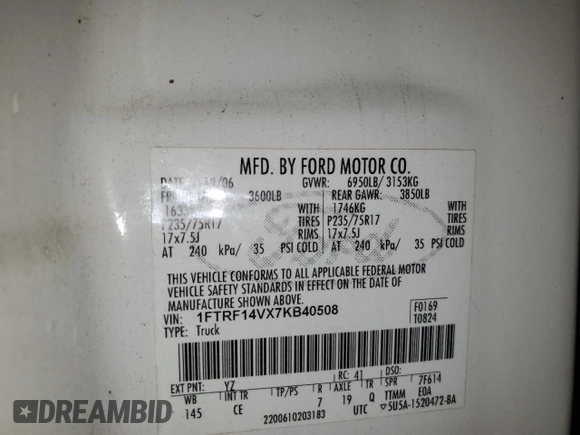 MFD. BY FORD MOTOR CO.
DATE: /06 GVWR: 6950LB/ 3153KG
3600LB REAR GAWR: 3850LB
WITH 1746KG WITH
P235/75R17 TIRES P235/75R17 TIRES
17x7.5J RIMS 17x7.5J RIMS
AT 240 kPa/ 35 PSI COLD AT 240 kPa/ 35 PSI COLD
THIS VEHICLE CONFORMS TO ALL APPLICABLE FEDERAL MOTOR
VEHICLE SAFETY STANDARDS IN EFFECT ON THE DATE OF
MANUFACTURE SHOWN ABOVE.
VIN: 1FTRF14VX7KB40508 F0169
TYPE: Truck T0824
EXT PNT: YZ RC: 41 DSO:
WB INT TR TP/PS R AXLE TR SPR 7F614
145 CE 7 19 Q TTMM E0A
2200610203183 UTC 5U5A-1520472-BA
DREAMBID